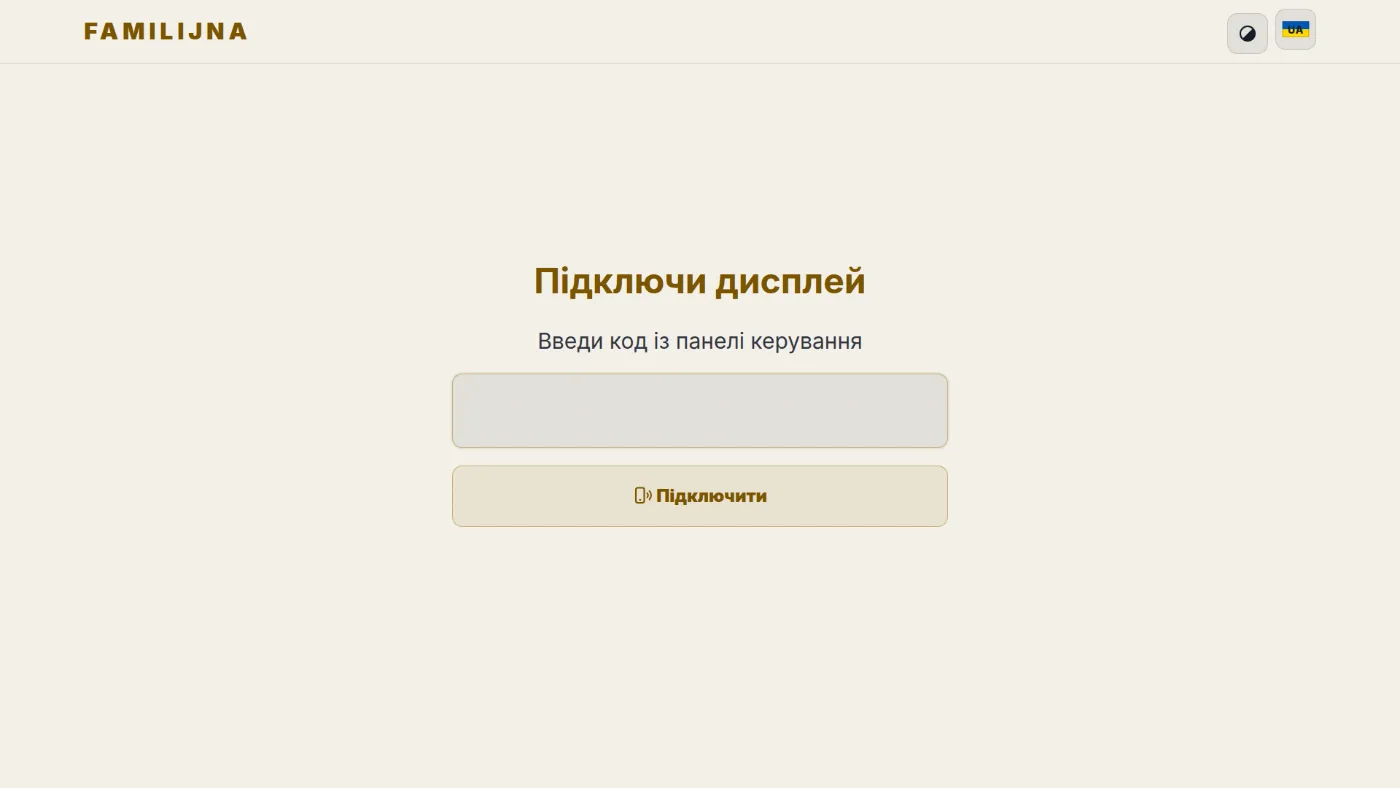 FAMILIJNA
UA
Підключи дисплей
Введи код із панелі керування
Підключити